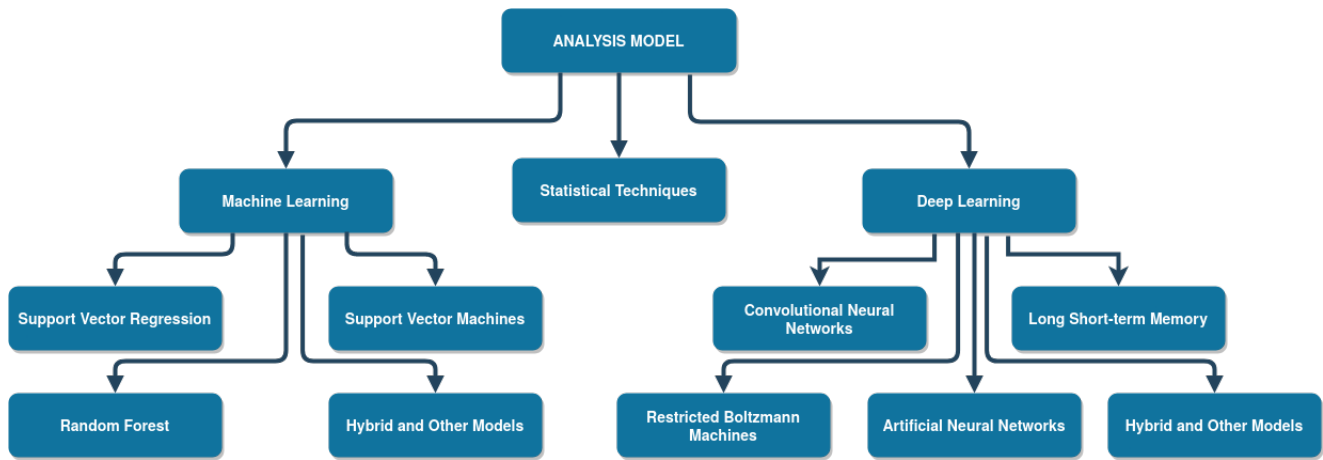 ANALYSIS MODEL
Machine Learning
Statistical Techniques
Deep Learning
Support Vector Regression
Support Vector Machines
Convolutional Neural
Networks
Long Short-term Memory
Random Forest
Hybrid and Other Models
Restricted Boltzmann
Machines
Artificial Neural Networks
Hybrid and Other Models